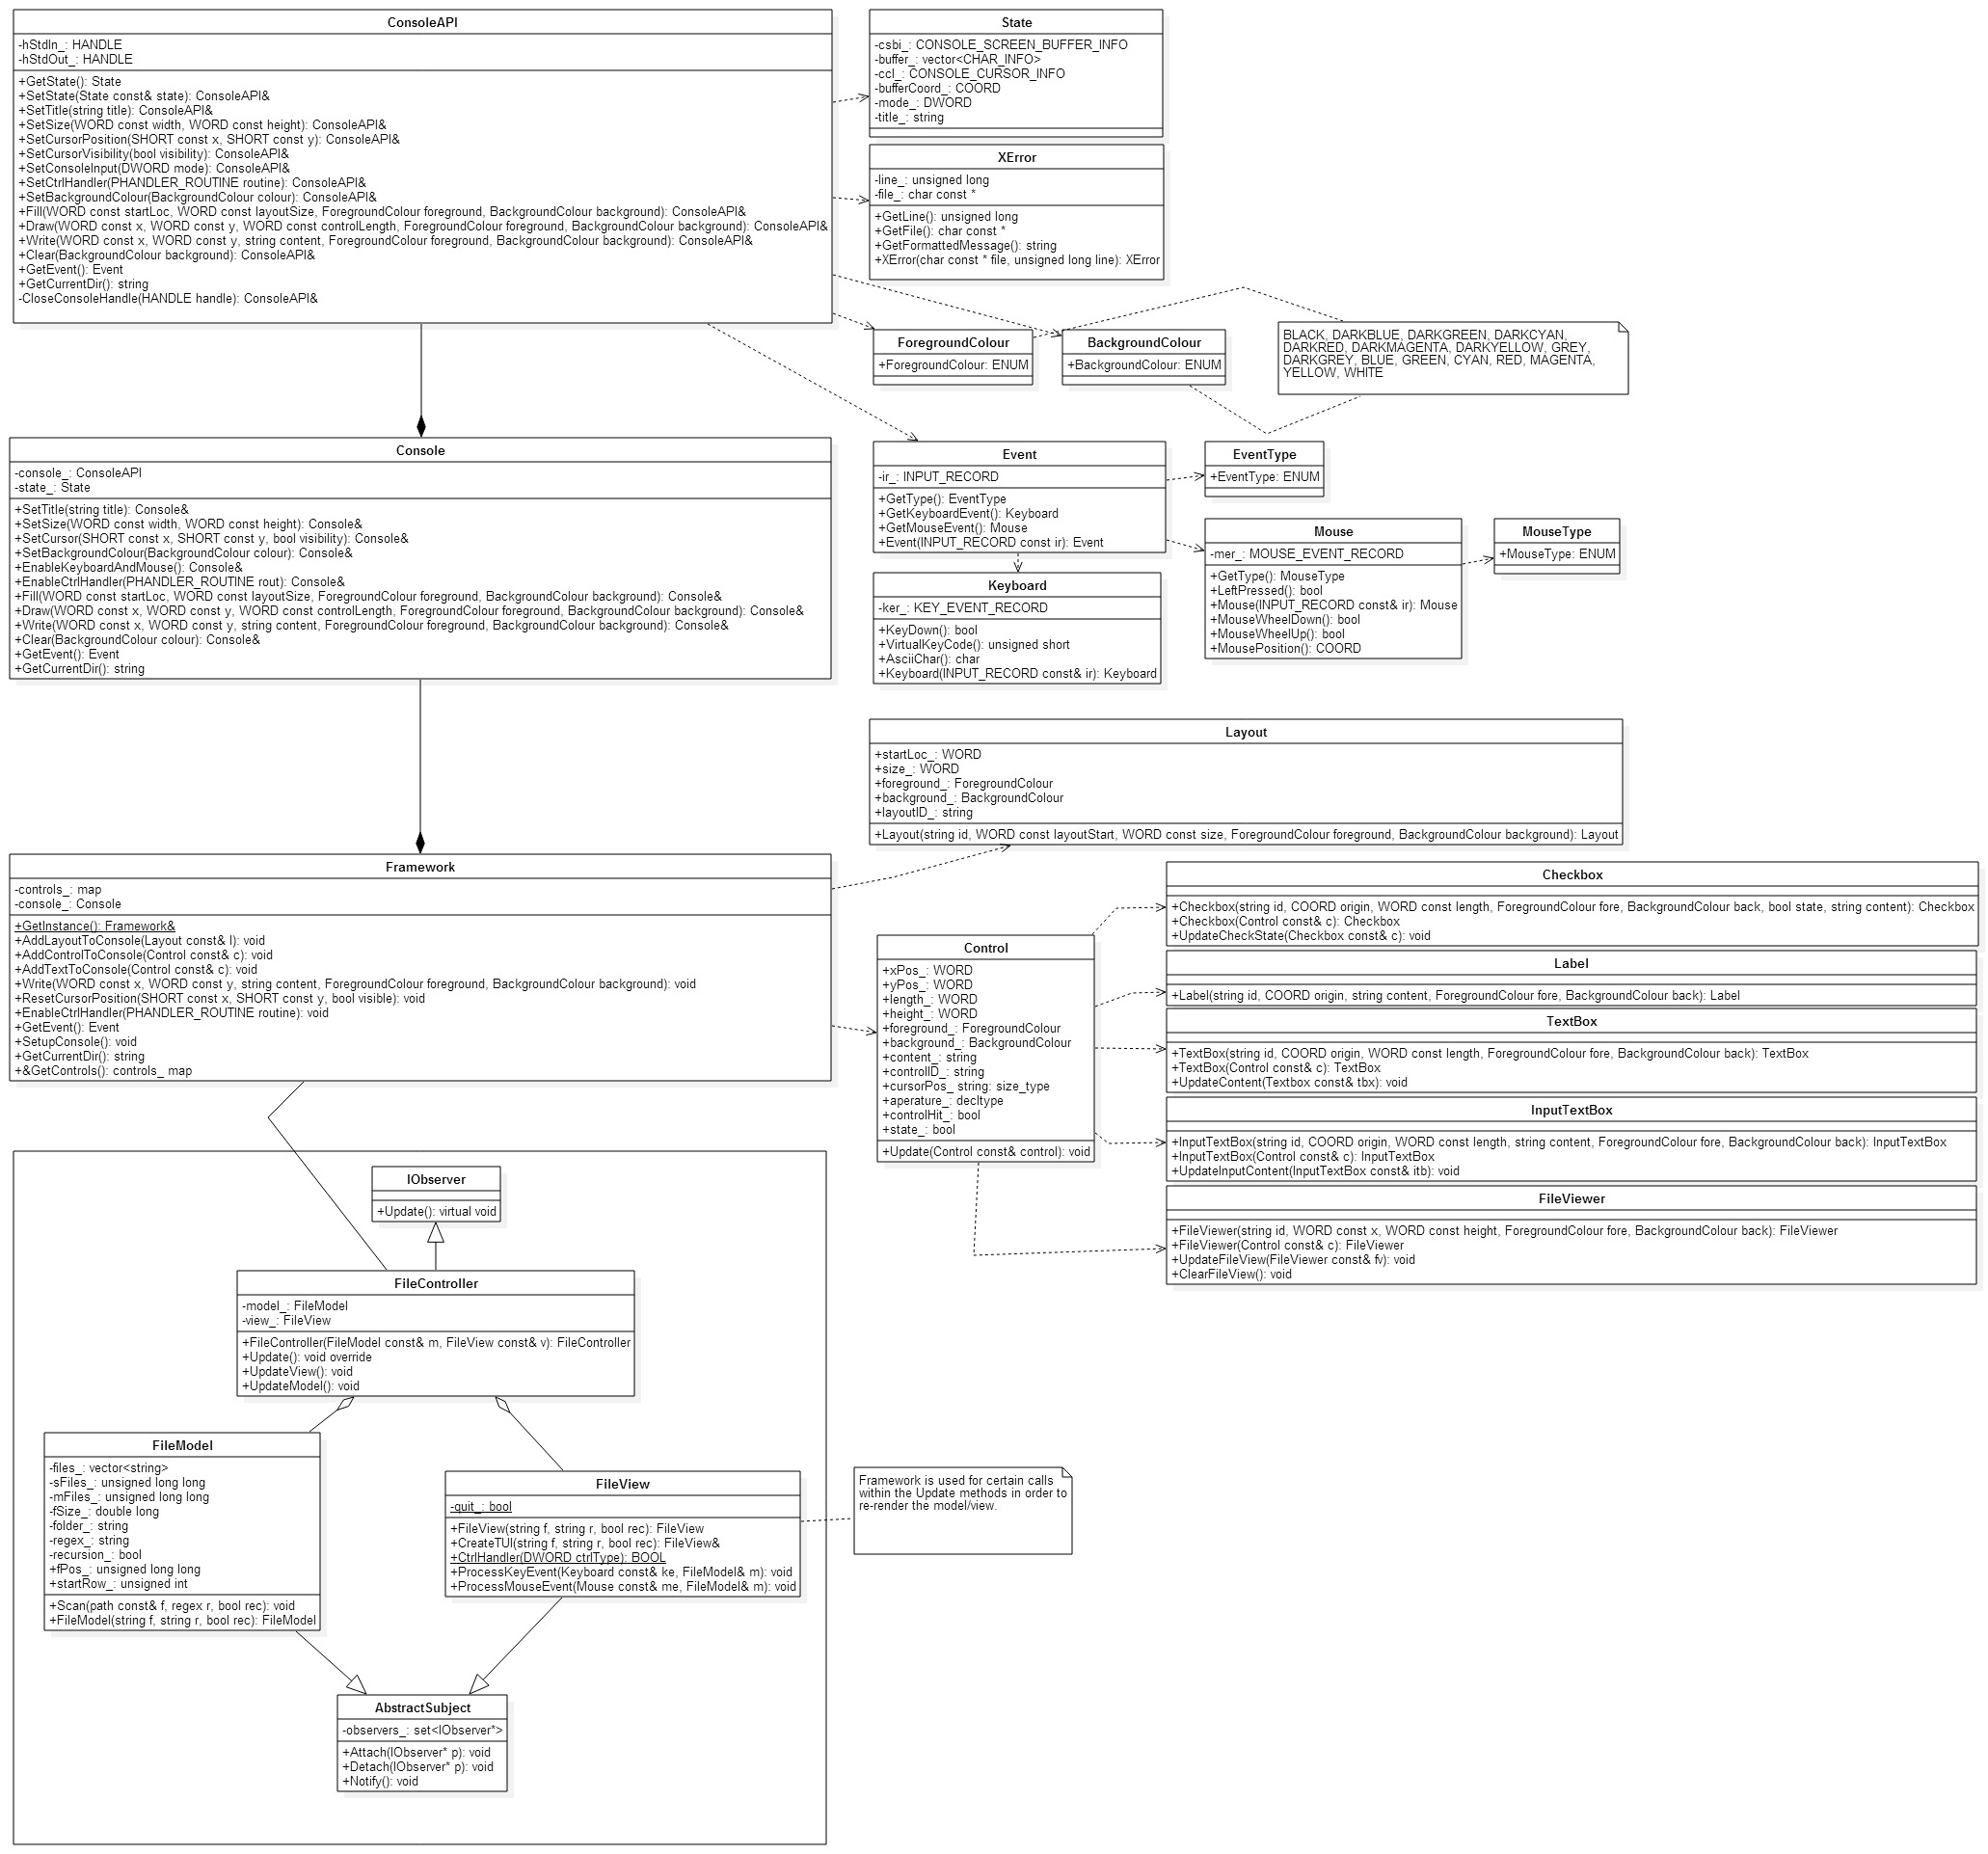 ConsoleAPI
-hStdIn_: HANDLE
-hStdOut_: HANDLE
+GetState(): State
+SetState(State const& state): ConsoleAPI&
+SetTitle(string title): ConsoleAPI&
+SetSize(WORD const width, WORD const height): ConsoleAPI&
+SetCursorPosition(SHORT const x, SHORT const y): ConsoleAPI&
+SetCursorVisibility(bool visibility): ConsoleAPI&
+SetConsoleInput(DWORD mode): ConsoleAPI&
+SetCtrlHandler(PHANDLER_ROUTINE routine): ConsoleAPI&
+SetBackgroundColour(BackgroundColour colour): ConsoleAPI&
+Fill(WORD const startLoc, WORD const layoutSize, ForegroundColour foreground, BackgroundColour background): ConsoleAPI&
+Draw(WORD const x, WORD const y, WORD const controlLength, ForegroundColour foreground, BackgroundColour background): ConsoleAPI&
+Write(WORD const x, WORD const y, string content, ForegroundColour foreground, BackgroundColour background): ConsoleAPI&
+Clear(BackgroundColour background): ConsoleAPI&
+GetEvent(): Event
+GetCurrentDir(): string
-CloseConsoleHandle(HANDLE handle): ConsoleAPI&
State
-csbi_: CONSOLE_SCREEN_BUFFER_INFO
-buffer_: vector<CHAR_INFO>
-ccl_: CONSOLE_CURSOR_INFO
-bufferCoord_: COORD
-mode_: DWORD
-title_: string
XError
-line_: unsigned long
-file_: char const *
+GetLine(): unsigned long
+GetFile(): char const *
+GetFormattedMessage(): string
+XError(char const * file, unsigned long line): XError
ForegroundColour
+ForegroundColour: ENUM
BackgroundColour
+BackgroundColour: ENUM
BLACK, DARKBLUE, DARKGREEN, DARKCYAN,
DARKRED, DARKMAGENTA, DARKYELLOW, GREY,
DARKGREY, BLUE, GREEN, CYAN, RED, MAGENTA,
YELLOW, WHITE
Console
-console_: ConsoleAPI
-state_: State
+SetTitle(string title): Console&
+SetSize(WORD const width, WORD const height): Console&
+SetCursor(SHORT const x, SHORT const y, bool visibility): Console&
+SetBackgroundColour(BackgroundColour colour): Console&
+EnableKeyboardAndMouse(): Console&
+EnableCtrlHandler(PHANDLER_ROUTINE rout): Console&
+Fill(WORD const startLoc, WORD const layoutSize, ForegroundColour foreground, BackgroundColour background): Console&
+Draw(WORD const x, WORD const y, WORD const controlLength, ForegroundColour foreground, BackgroundColour background): Console&
+Write(WORD const x, WORD const y, string content, ForegroundColour foreground, BackgroundColour background): Console&
+Clear(BackgroundColour colour): Console&
+GetEvent(): Event
+GetCurrentDir(): string
Event
-ir_: INPUT_RECORD
+GetType(): EventType
+GetKeyboardEvent(): Keyboard
+GetMouseEvent(): Mouse
+Event(INPUT_RECORD const ir): Event
EventType
+EventType: ENUM
Mouse
-mer_: MOUSE_EVENT_RECORD
+GetType(): MouseType
+LeftPressed(): bool
+Mouse(INPUT_RECORD const& ir): Mouse
+MouseWheelDown(): bool
+MouseWheelUp(): bool
+MousePosition(): COORD
MouseType
+MouseType: ENUM
Keyboard
-ker_: KEY_EVENT_RECORD
+KeyDown(): bool
+VirtualKeyCode(): unsigned short
+AsciiChar(): char
+Keyboard(INPUT_RECORD const& ir): Keyboard
Layout
+startLoc_: WORD
+size_: WORD
+foreground_: ForegroundColour
+background_: BackgroundColour
+layoutID_: string
+Layout(string id, WORD const layoutStart, WORD const size, ForegroundColour foreground, BackgroundColour background): Layout
Framework
-controls_: map
-console_: Console
+GetInstance(): Framework&
+AddLayoutToConsole(Layout const& l): void
+AddControlToConsole(Control const& c): void
+AddTextToConsole(Control const& c): void
+Write(WORD const x, WORD const y, string content, ForegroundColour foreground, BackgroundColour background): void
+ResetCursorPosition(SHORT const x, SHORT const y, bool visible): void
+EnableCtrlHandler(PHANDLER_ROUTINE routine): void
+GetEvent(): Event
+SetupConsole(): void
+GetCurrentDir(): string
+&GetControls(): controls_ map
Control
+xPos_: WORD
+yPos_: WORD
+length_: WORD
+height_: WORD
+foreground_: ForegroundColour
+background_: BackgroundColour
+content_: string
+controlID_: string
+cursorPos_ string: size_type
+aperature_: decltype
+controlHit_: bool
+state_: bool
+Update(Control const& control): void
Checkbox
+Checkbox(string id, COORD origin, WORD const length, ForegroundColour fore, BackgroundColour back, bool state, string content): Checkbox
+Checkbox(Control const& c): Checkbox
+UpdateCheckState(Checkbox const& c): void
Label
+Label(string id, COORD origin, string content, ForegroundColour fore, BackgroundColour back): Label
TextBox
+TextBox(string id, COORD origin, WORD const length, ForegroundColour fore, BackgroundColour back): TextBox
+TextBox(Control const& c): TextBox
+UpdateContent(Textbox const& tbx): void
InputTextBox
+InputTextBox(string id, COORD origin, WORD const length, string content, ForegroundColour fore, BackgroundColour back): InputTextBox
+InputTextBox(Control const& c): InputTextBox
+UpdateInputContent(InputTextBox const& itb): void
FileViewer
+FileViewer(string id, WORD const x, WORD const height, ForegroundColour fore, BackgroundColour back): FileViewer
+FileViewer(Control const& c): FileViewer
+UpdateFileView(FileViewer const& fv): void
+ClearFileView(): void
IObserver
+Update(): virtual void
FileController
-model_: FileModel
-view_: FileView
+FileController(FileModel const& m, FileView const& v): FileController
+Update(): void override
+UpdateView(): void
+UpdateModel(): void
FileModel
-files_: vector<string>
-sFiles_: unsigned long long
-mFiles_: unsigned long long
-fSize_: double long
-folder_: string
-regex_: string
-recursion_: bool
+fPos_: unsigned long long
+startRow_: unsigned int
+Scan(path const& f, regex r, bool rec): void
+FileModel(string f, string r, bool rec): FileModel
FileView
-quit_: bool
+FileView(string f, string r, bool rec): FileView
+CreateTUI(string f, string r, bool rec): FileView&
+CtrlHandler(DWORD ctrlType): BOOL
+ProcessKeyEvent(Keyboard const& ke, FileModel& m): void
+ProcessMouseEvent(Mouse const& me, FileModel& m): void
Framework is used for certain calls
within the Update methods in order to
re-render the model/view.
AbstractSubject
-observers_: set<IObserver*>
+Attach(IObserver* p): void
+Detach(IObserver* p): void
+Notify(): void